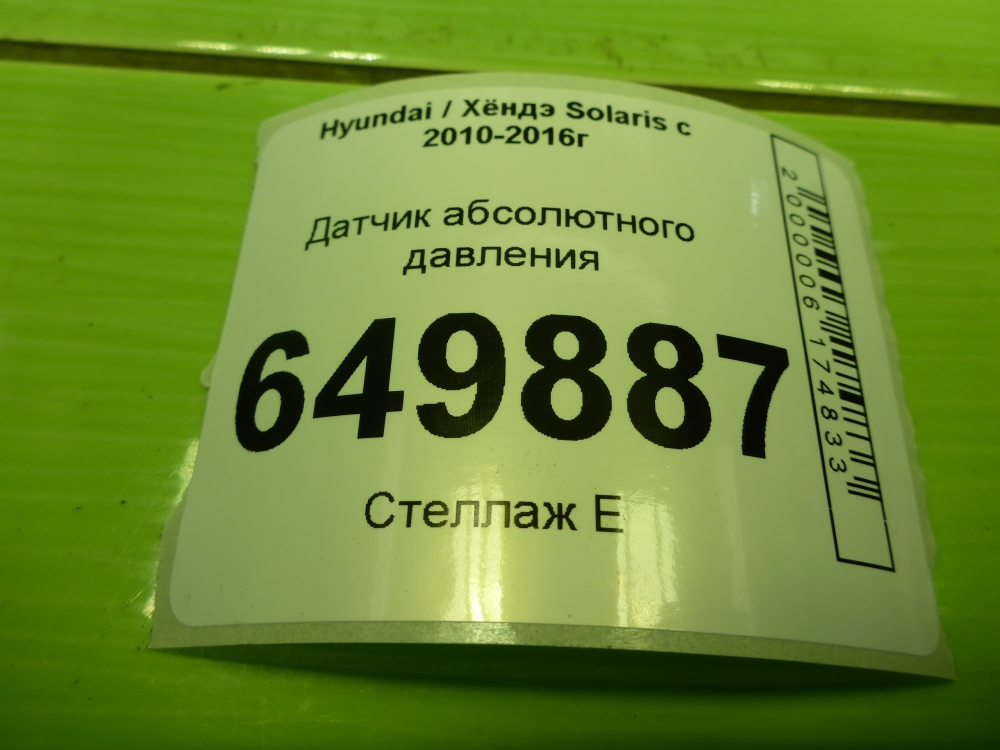 Hyundai / Хёндэ Solaris с
2010-2016г
Датчик абсолютного
давления
649887
Стеллаж Е
2000006174833